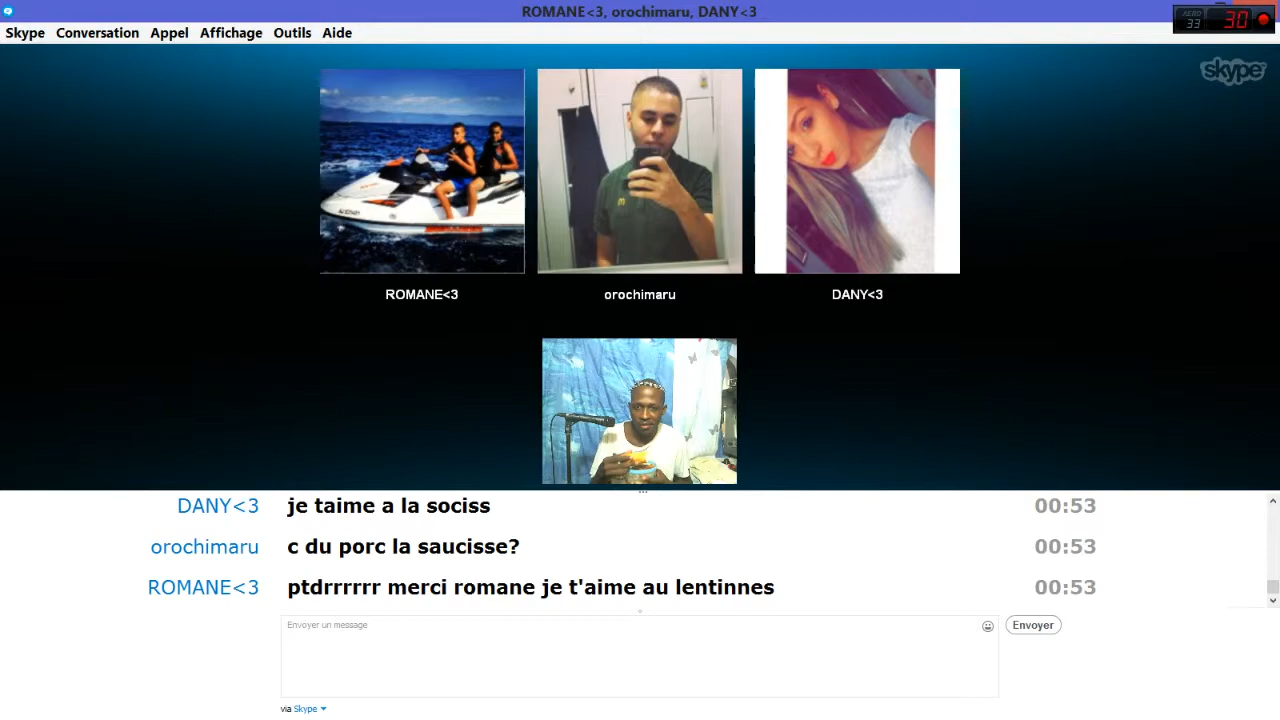 ROMANE<3, orochimaru, DANY<3
AERO
33
30
Skype Conversation Appel Affichage Outils Aide
skype
ROMANE<3
orochimaru
DANY<3
DANY<3 je taime a la sociss 00:53
orochimaru c du porc la saucisse? 00:53
ROMANE<3 ptdrrrrrr merci romane je t'aime au lentinnes 00:53
Envoyer un message
Envoyer
via Skype